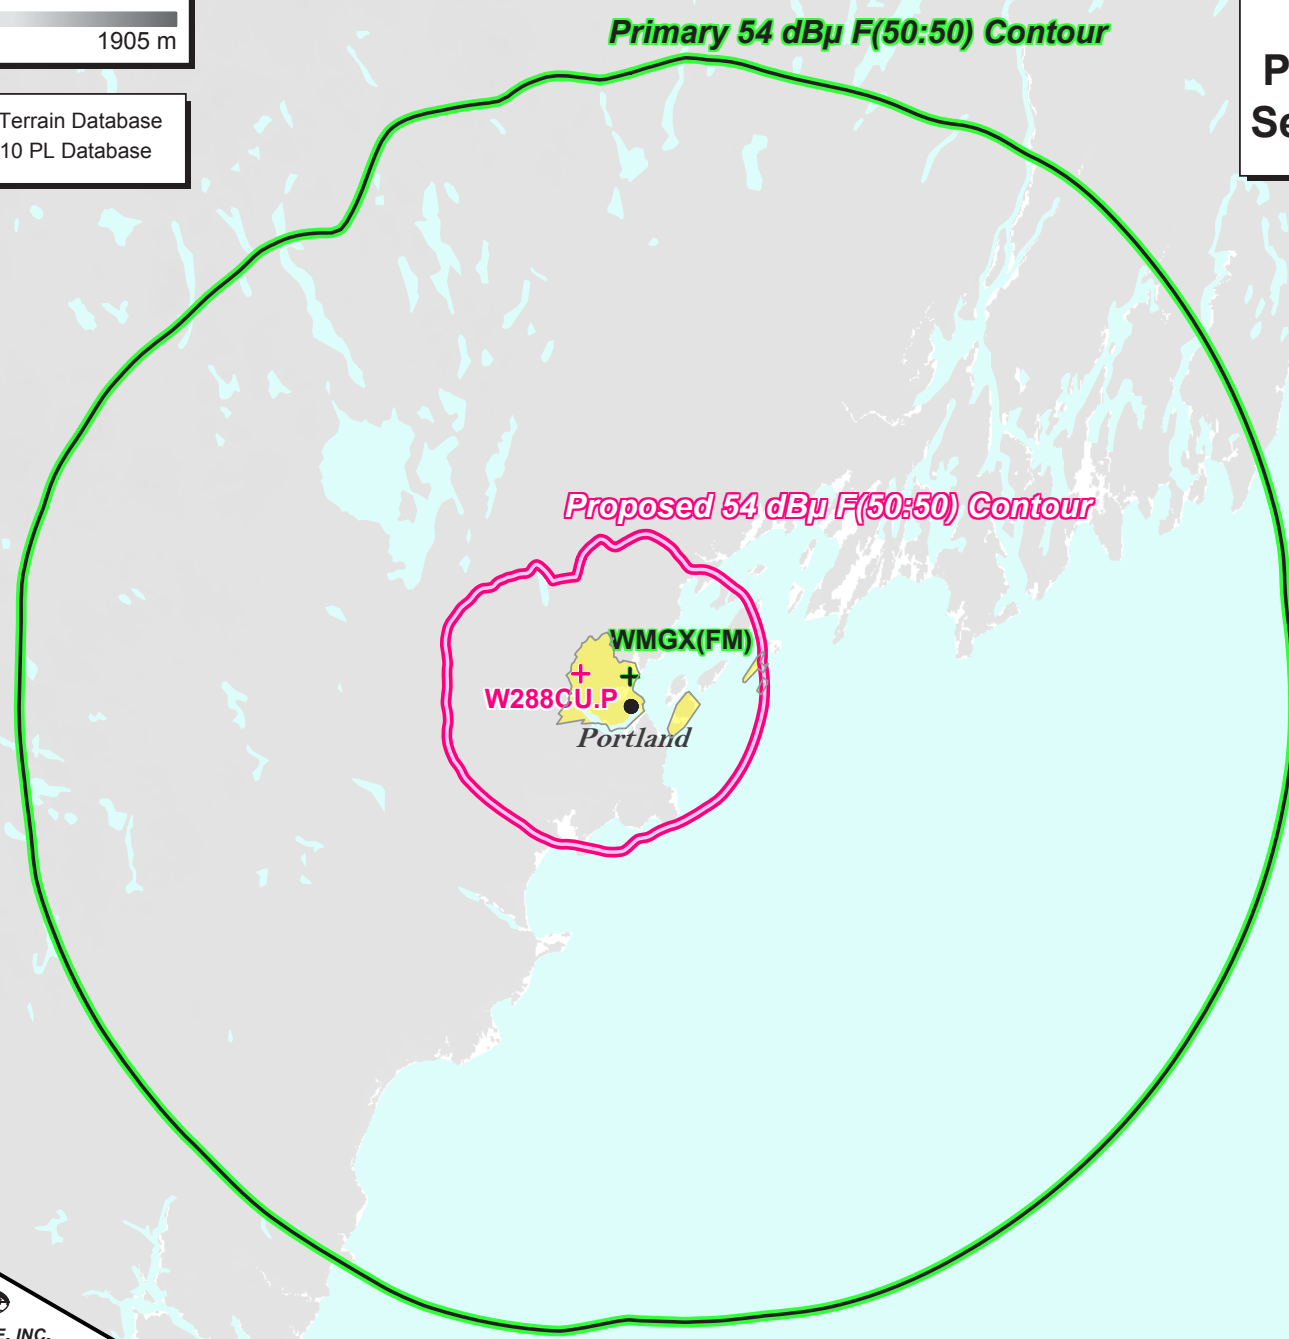 1905 m
Primary 54 dBµ F(50:50) Contour
Terrain Database
10 PL Database
Proposed 54 dBµ F(50:50) Contour
WMGX(FM)
W288CU.P
Portland
INC.